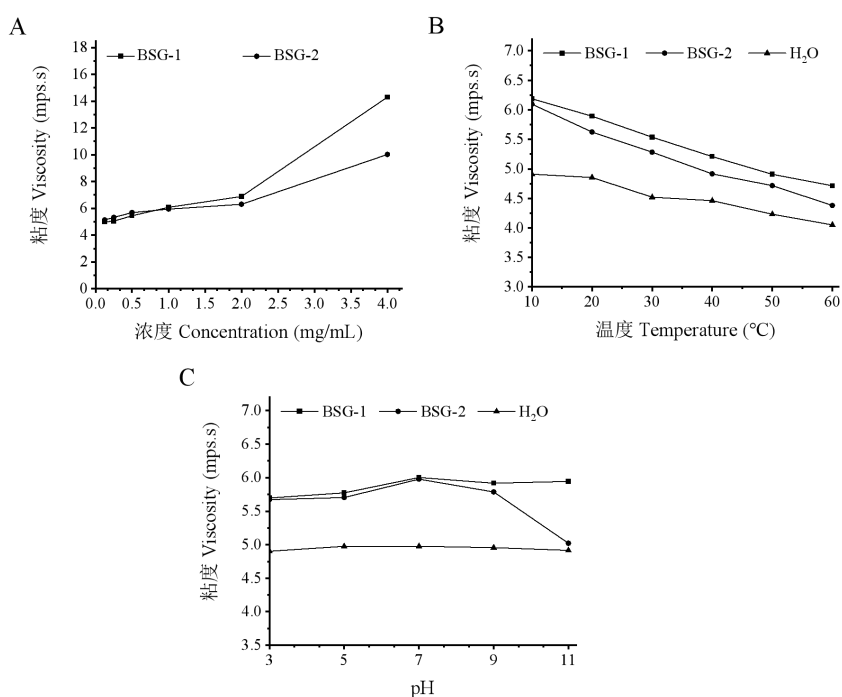 A
BSG-1 BSG-2
18
16
14
12
10
8
6
4
2
0
粘度 Viscosity (mps.s)
0.0 0.5 1.0 1.5 2.0 2.5 3.0 3.5 4.0
浓度 Concentration (mg/mL)
B
BSG-1 BSG-2 H₂O
7.0
6.5
6.0
5.5
5.0
4.5
4.0
3.5
3.0
粘度 Viscosity (mps.s)
10 20 30 40 50 60
温度 Temperature (℃)
C
BSG-1 BSG-2 H₂O
7.0
6.5
6.0
5.5
5.0
4.5
4.0
3.5
粘度 Viscosity (mps.s)
3 5 7 9 11
pH